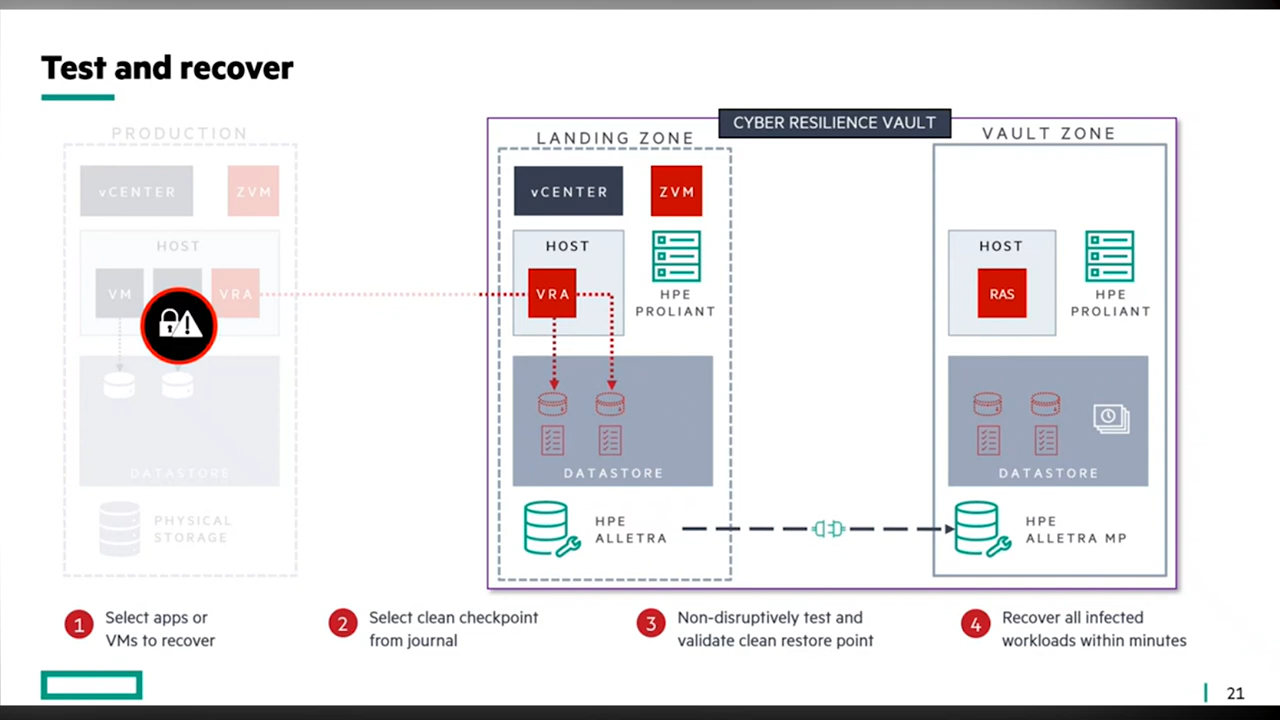 Test and recover
PRODUCTION
vCENTER
ZVM
HOST
VM
VRA
DATASTORE
PHYSICAL
STORAGE
CYBER RESILIENCE VAULT
LANDING ZONE
vCENTER
ZVM
HOST
VRA
HPE
PROLIANT
DATASTORE
HPE
ALLETRA
VAULT ZONE
HOST
RAS
HPE
PROLIANT
DATASTORE
HPE
ALLETRA MP
1 Select apps or
VMs to recover
2 Select clean checkpoint
from journal
3 Non-disruptively test and
validate clean restore point
4 Recover all infected
workloads within minutes
21